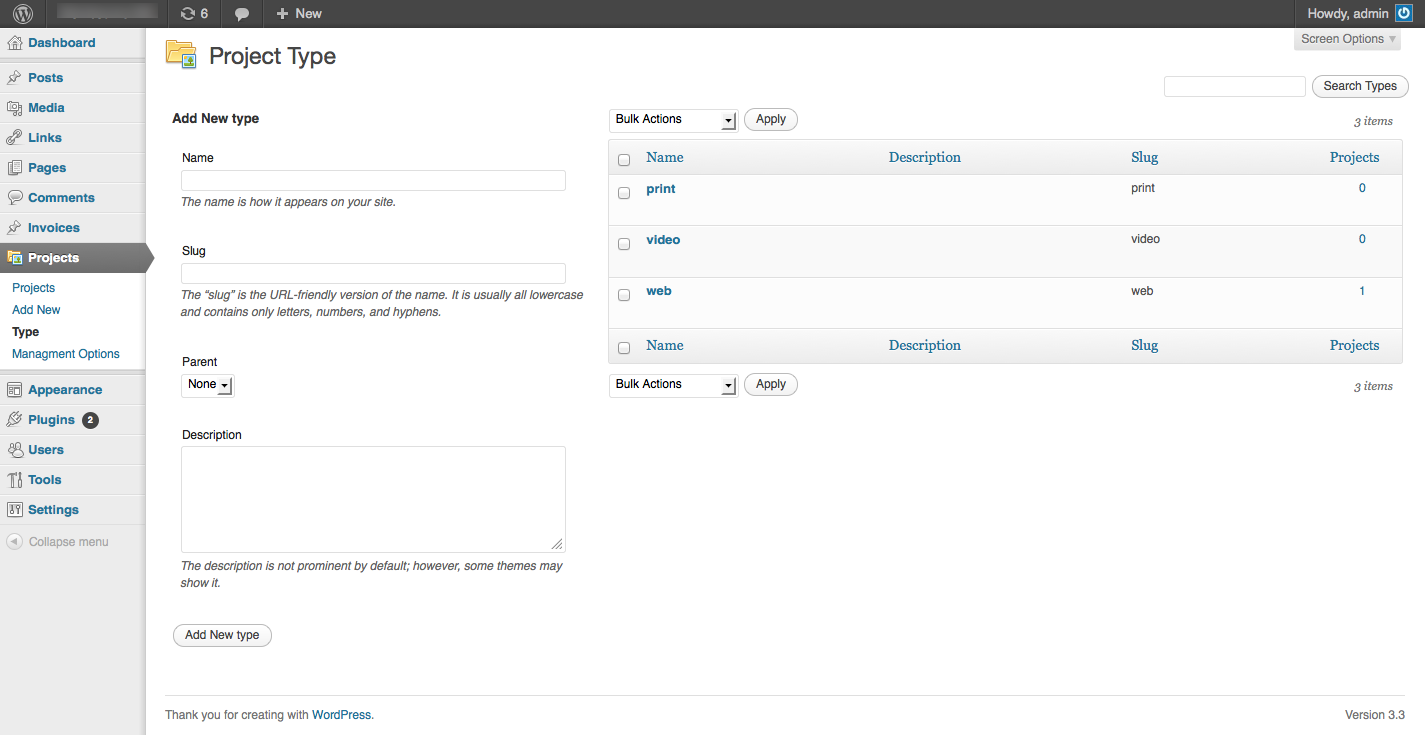 6
New
Howdy, admin
Screen Options
Dashboard
Posts
Media
Links
Pages
Comments
Invoices
Projects
Projects
Add New
Type
Managment Options
Appearance
Plugins 2
Users
Tools
Settings
Collapse menu
Project Type
Search Types
Add New type
Name
The name is how it appears on your site.
Slug
The “slug” is the URL-friendly version of the name. It is usually all lowercase
and contains only letters, numbers, and hyphens.
Parent
None
Description
The description is not prominent by default; however, some themes may
show it.
Add New type
Bulk Actions Apply 3 items
Name Description Slug Projects
print print 0
video video 0
web web 1
Name Description Slug Projects
Bulk Actions Apply 3 items
Thank you for creating with WordPress. Version 3.3